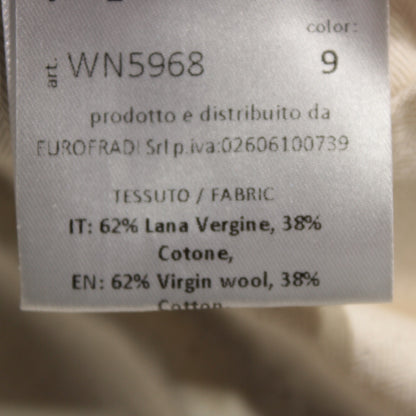 color:
art. WN5968 9
prodotto e distribuito da
EUROFRADI Srl p.iva:02606100739
TESSUTO / FABRIC
IT: 62% Lana Vergine, 38%
Cotone,
EN: 62% Virgin wool, 38%
Cotton